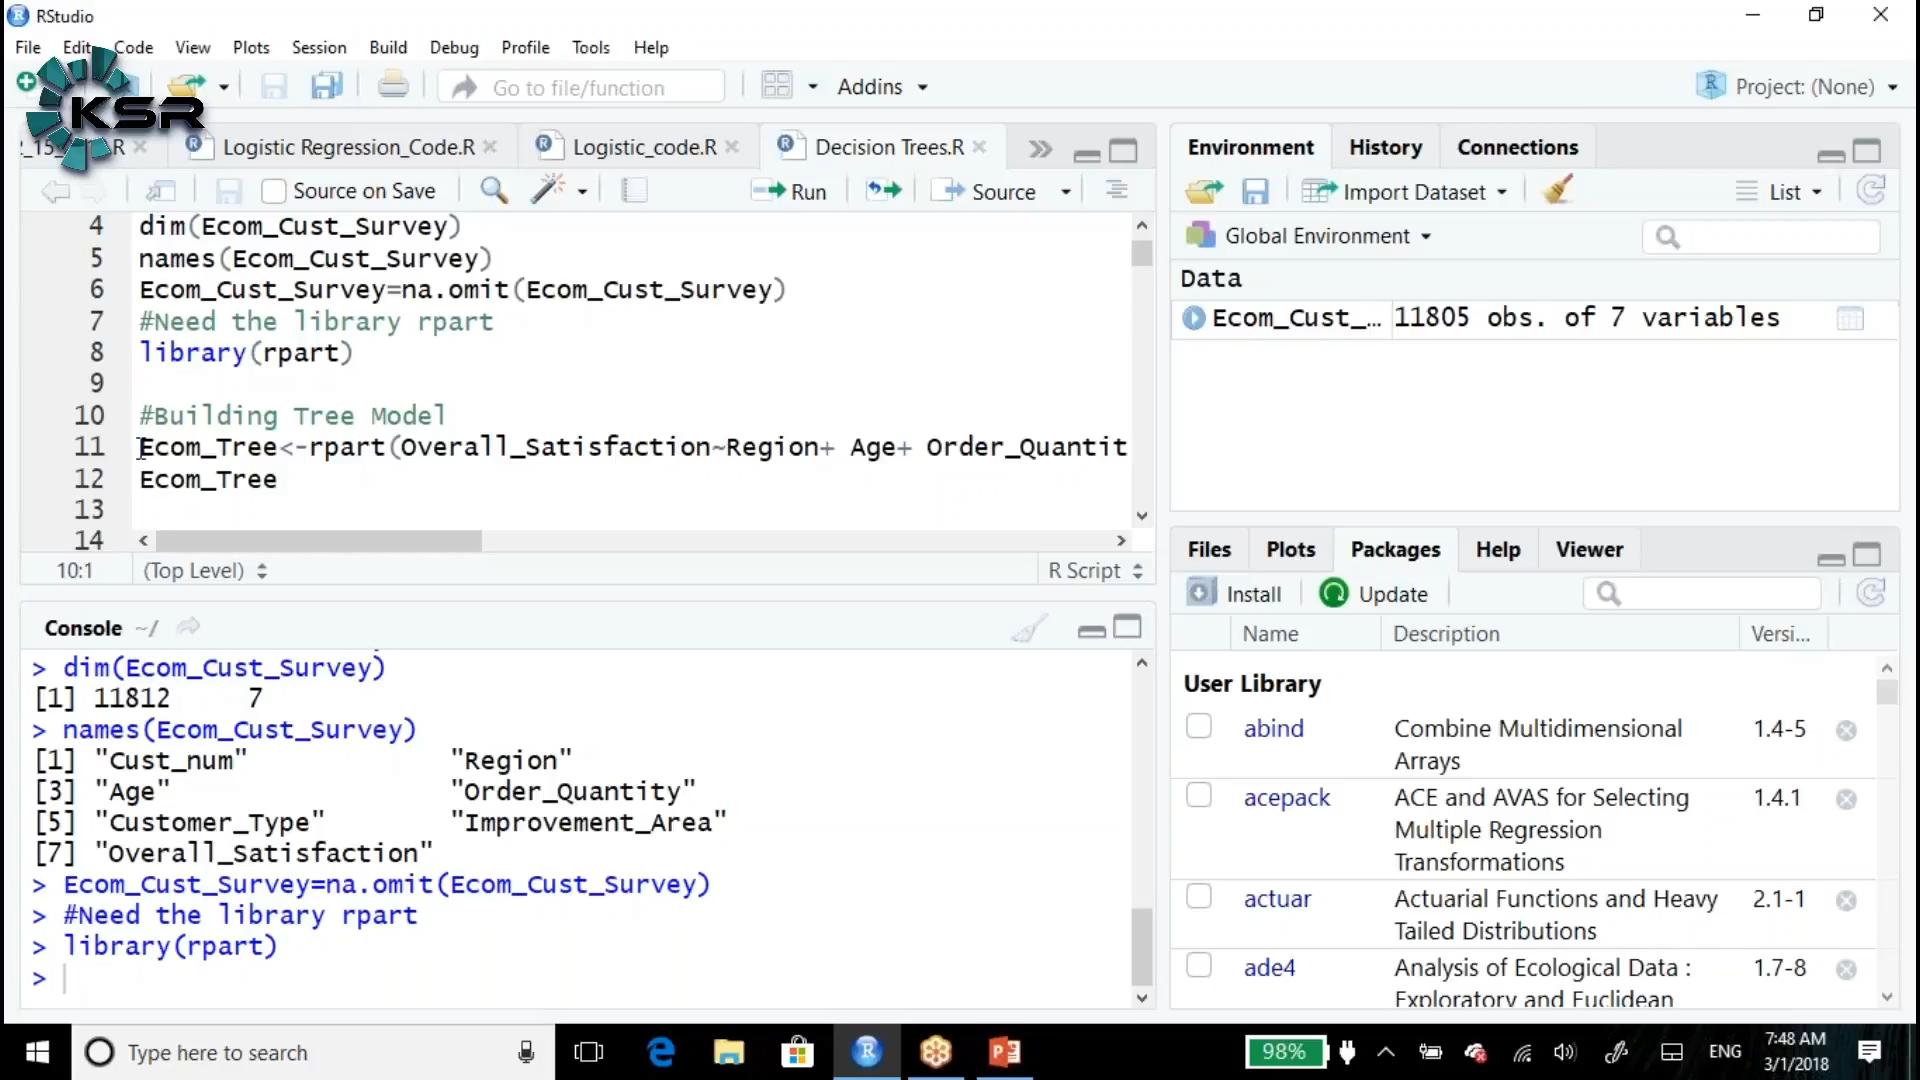 RStudio
File Edit Code View Plots Session Build Debug Profile Tools Help
KSR
Go to file/function
Addins
Project: (None)
R
Logistic Regression_Code.R
Logistic_code.R
Decision Trees.R
Source on Save
Run
Source
4 dim(Ecom_Cust_Survey)
5 names(Ecom_Cust_Survey)
6 Ecom_Cust_Survey=na.omit(Ecom_Cust_Survey)
7 #Need the library rpart
8 library(rpart)
9
10 #Building Tree Model
11 Ecom_Tree<-rpart(Overall_Satisfaction~Region+ Age+ Order_Quantit
12 Ecom_Tree
13
14
10:1 (Top Level) R Script
Console ~/
> dim(Ecom_Cust_Survey)
[1] 11812 7
> names(Ecom_Cust_Survey)
[1] "Cust_num" "Region"
[3] "Age" "Order_Quantity"
[5] "Customer_Type" "Improvement_Area"
[7] "Overall_Satisfaction"
> Ecom_Cust_Survey=na.omit(Ecom_Cust_Survey)
> #Need the library rpart
> library(rpart)
>
Environment History Connections
Import Dataset List
Global Environment
Data
Ecom_Cust_... 11805 obs. of 7 variables
Files Plots Packages Help Viewer
Install Update
Name Description Versi...
User Library
abind Combine Multidimensional 1.4-5
Arrays
acepack ACE and AVAS for Selecting 1.4.1
Multiple Regression
Transformations
actuar Actuarial Functions and Heavy 2.1-1
Tailed Distributions
ade4 Analysis of Ecological Data : 1.7-8
Exploratory and Euclidean
Type here to search
98%
ENG
7:48 AM
3/1/2018